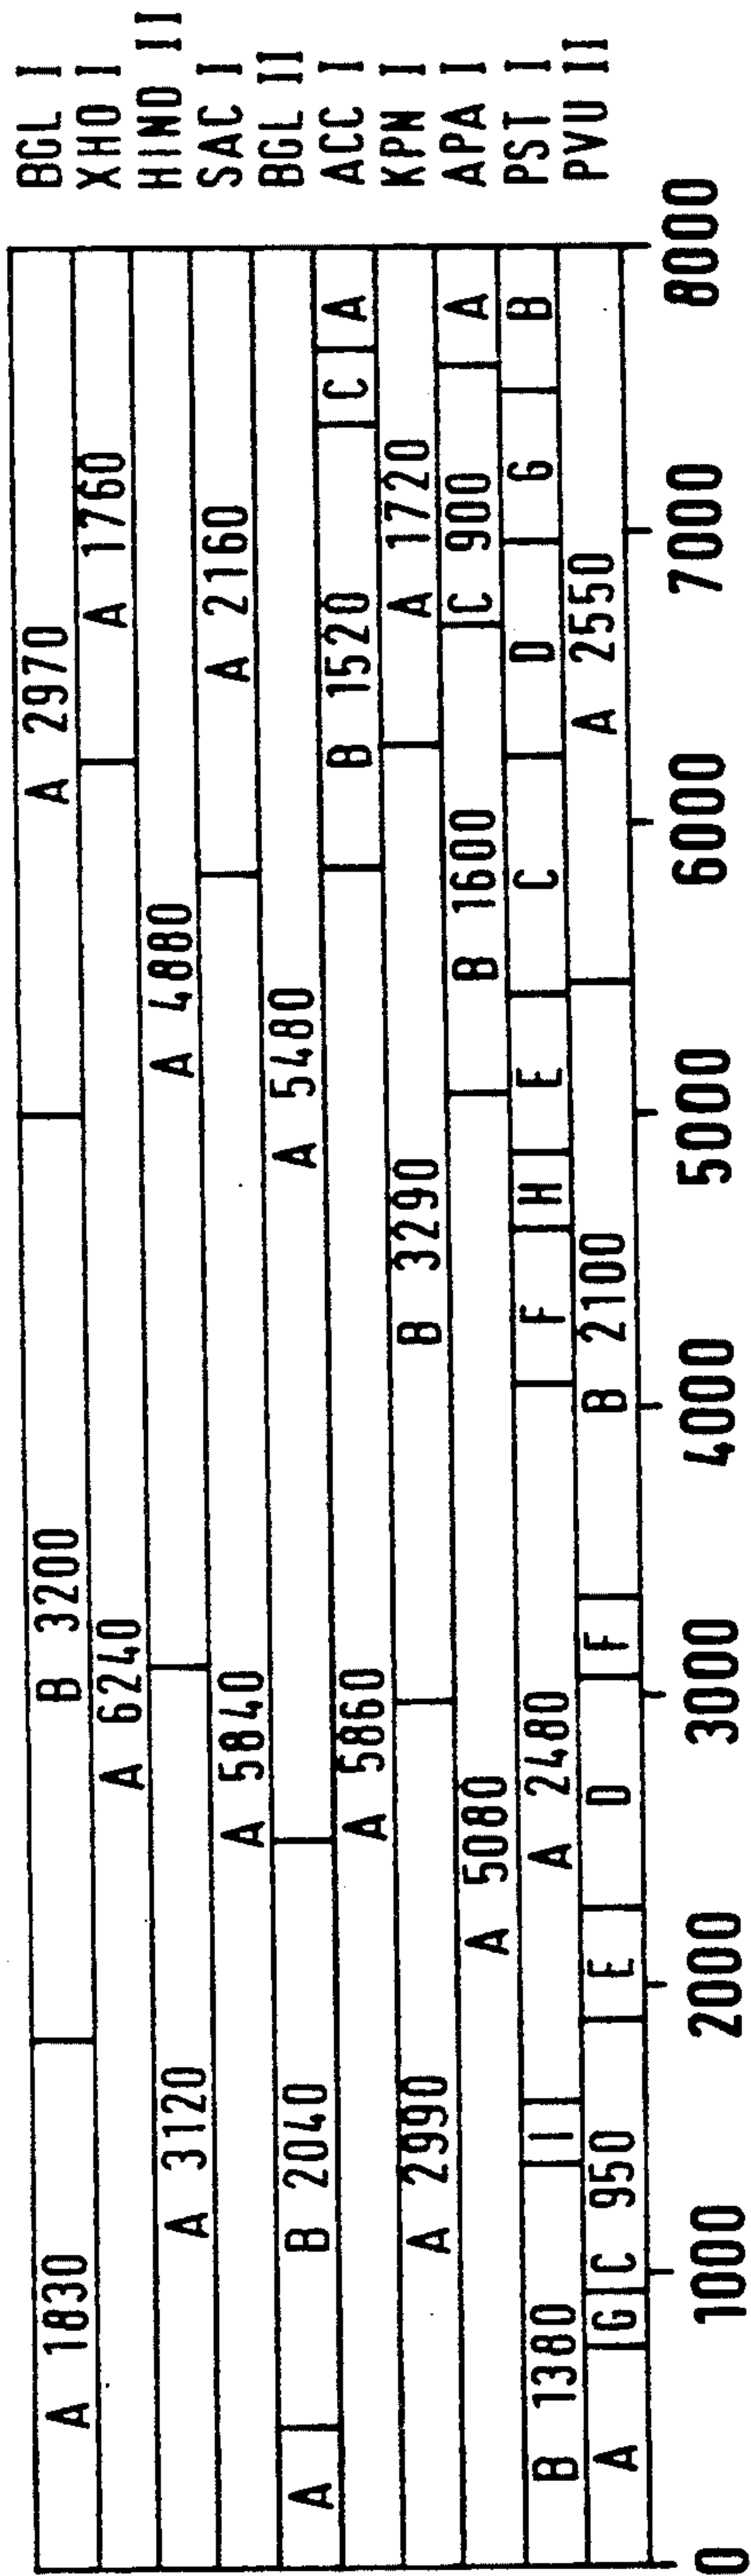 A 1830 B 3200 A 2970 BGL I
A 6240 A 1760 XHO I
A 3120 A 4880 HIND II
A 5840 A 2160 SAC I
A B 2040 A 5480 BGL II
A 5860 B 1520 C A ACC I
A 2990 B 3290 A 1720 KPN I
A 5080 B 1600 C 900 A APA I
B 1380 I A 2480 F H E C D G B PST I
A G C 950 E D F B 2100 A 2550 PVU II
0 1000 2000 3000 4000 5000 6000 7000 8000